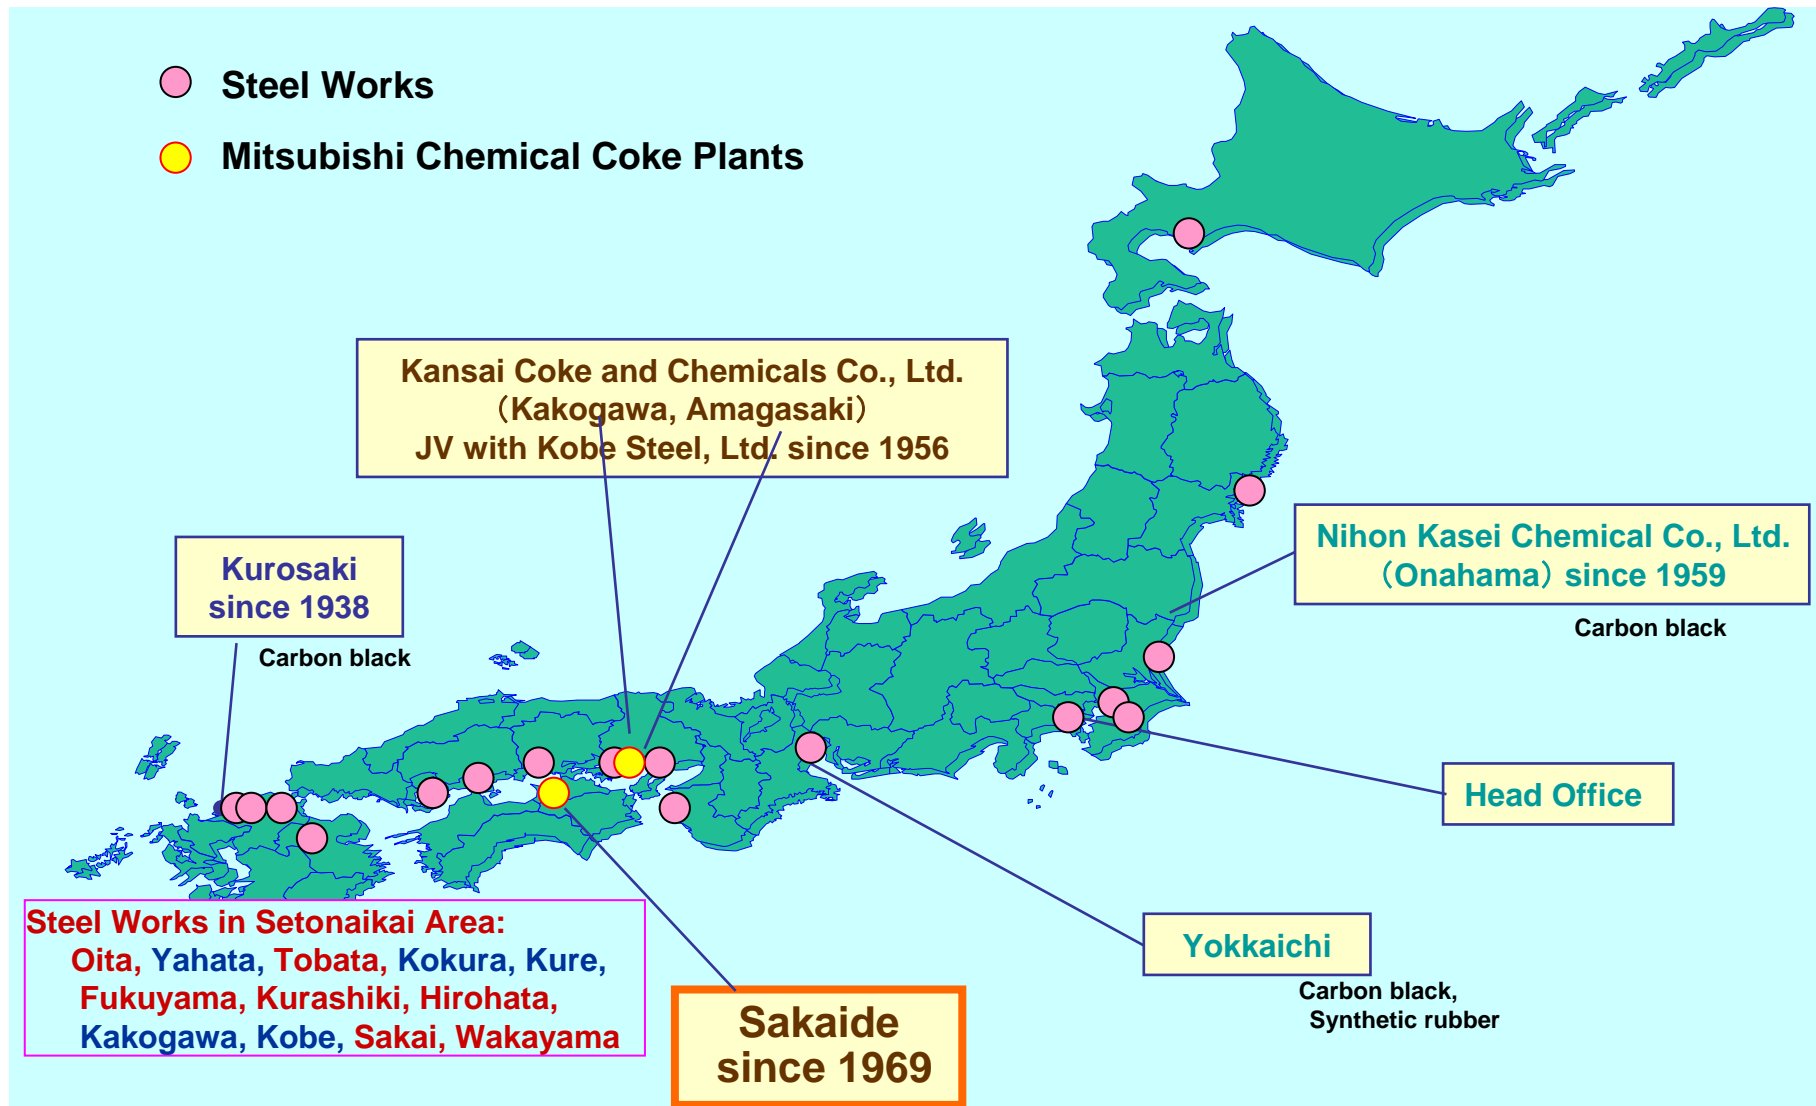 Steel Works
Mitsubishi Chemical Coke Plants
Kansai Coke and Chemicals Co., Ltd.
（Kakogawa, Amagasaki）
JV with Kobe Steel, Ltd. since 1956
Nihon Kasei Chemical Co., Ltd.
（Onahama）since 1959
Carbon black
Kurosaki
since 1938
Carbon black
Head Office
Steel Works in Setonaikai Area:
Oita, Yahata, Tobata, Kokura, Kure,
Fukuyama, Kurashiki, Hirohata,
Kakogawa, Kobe, Sakai, Wakayama
Yokkaichi
Carbon black,
Synthetic rubber
Sakaide
since 1969